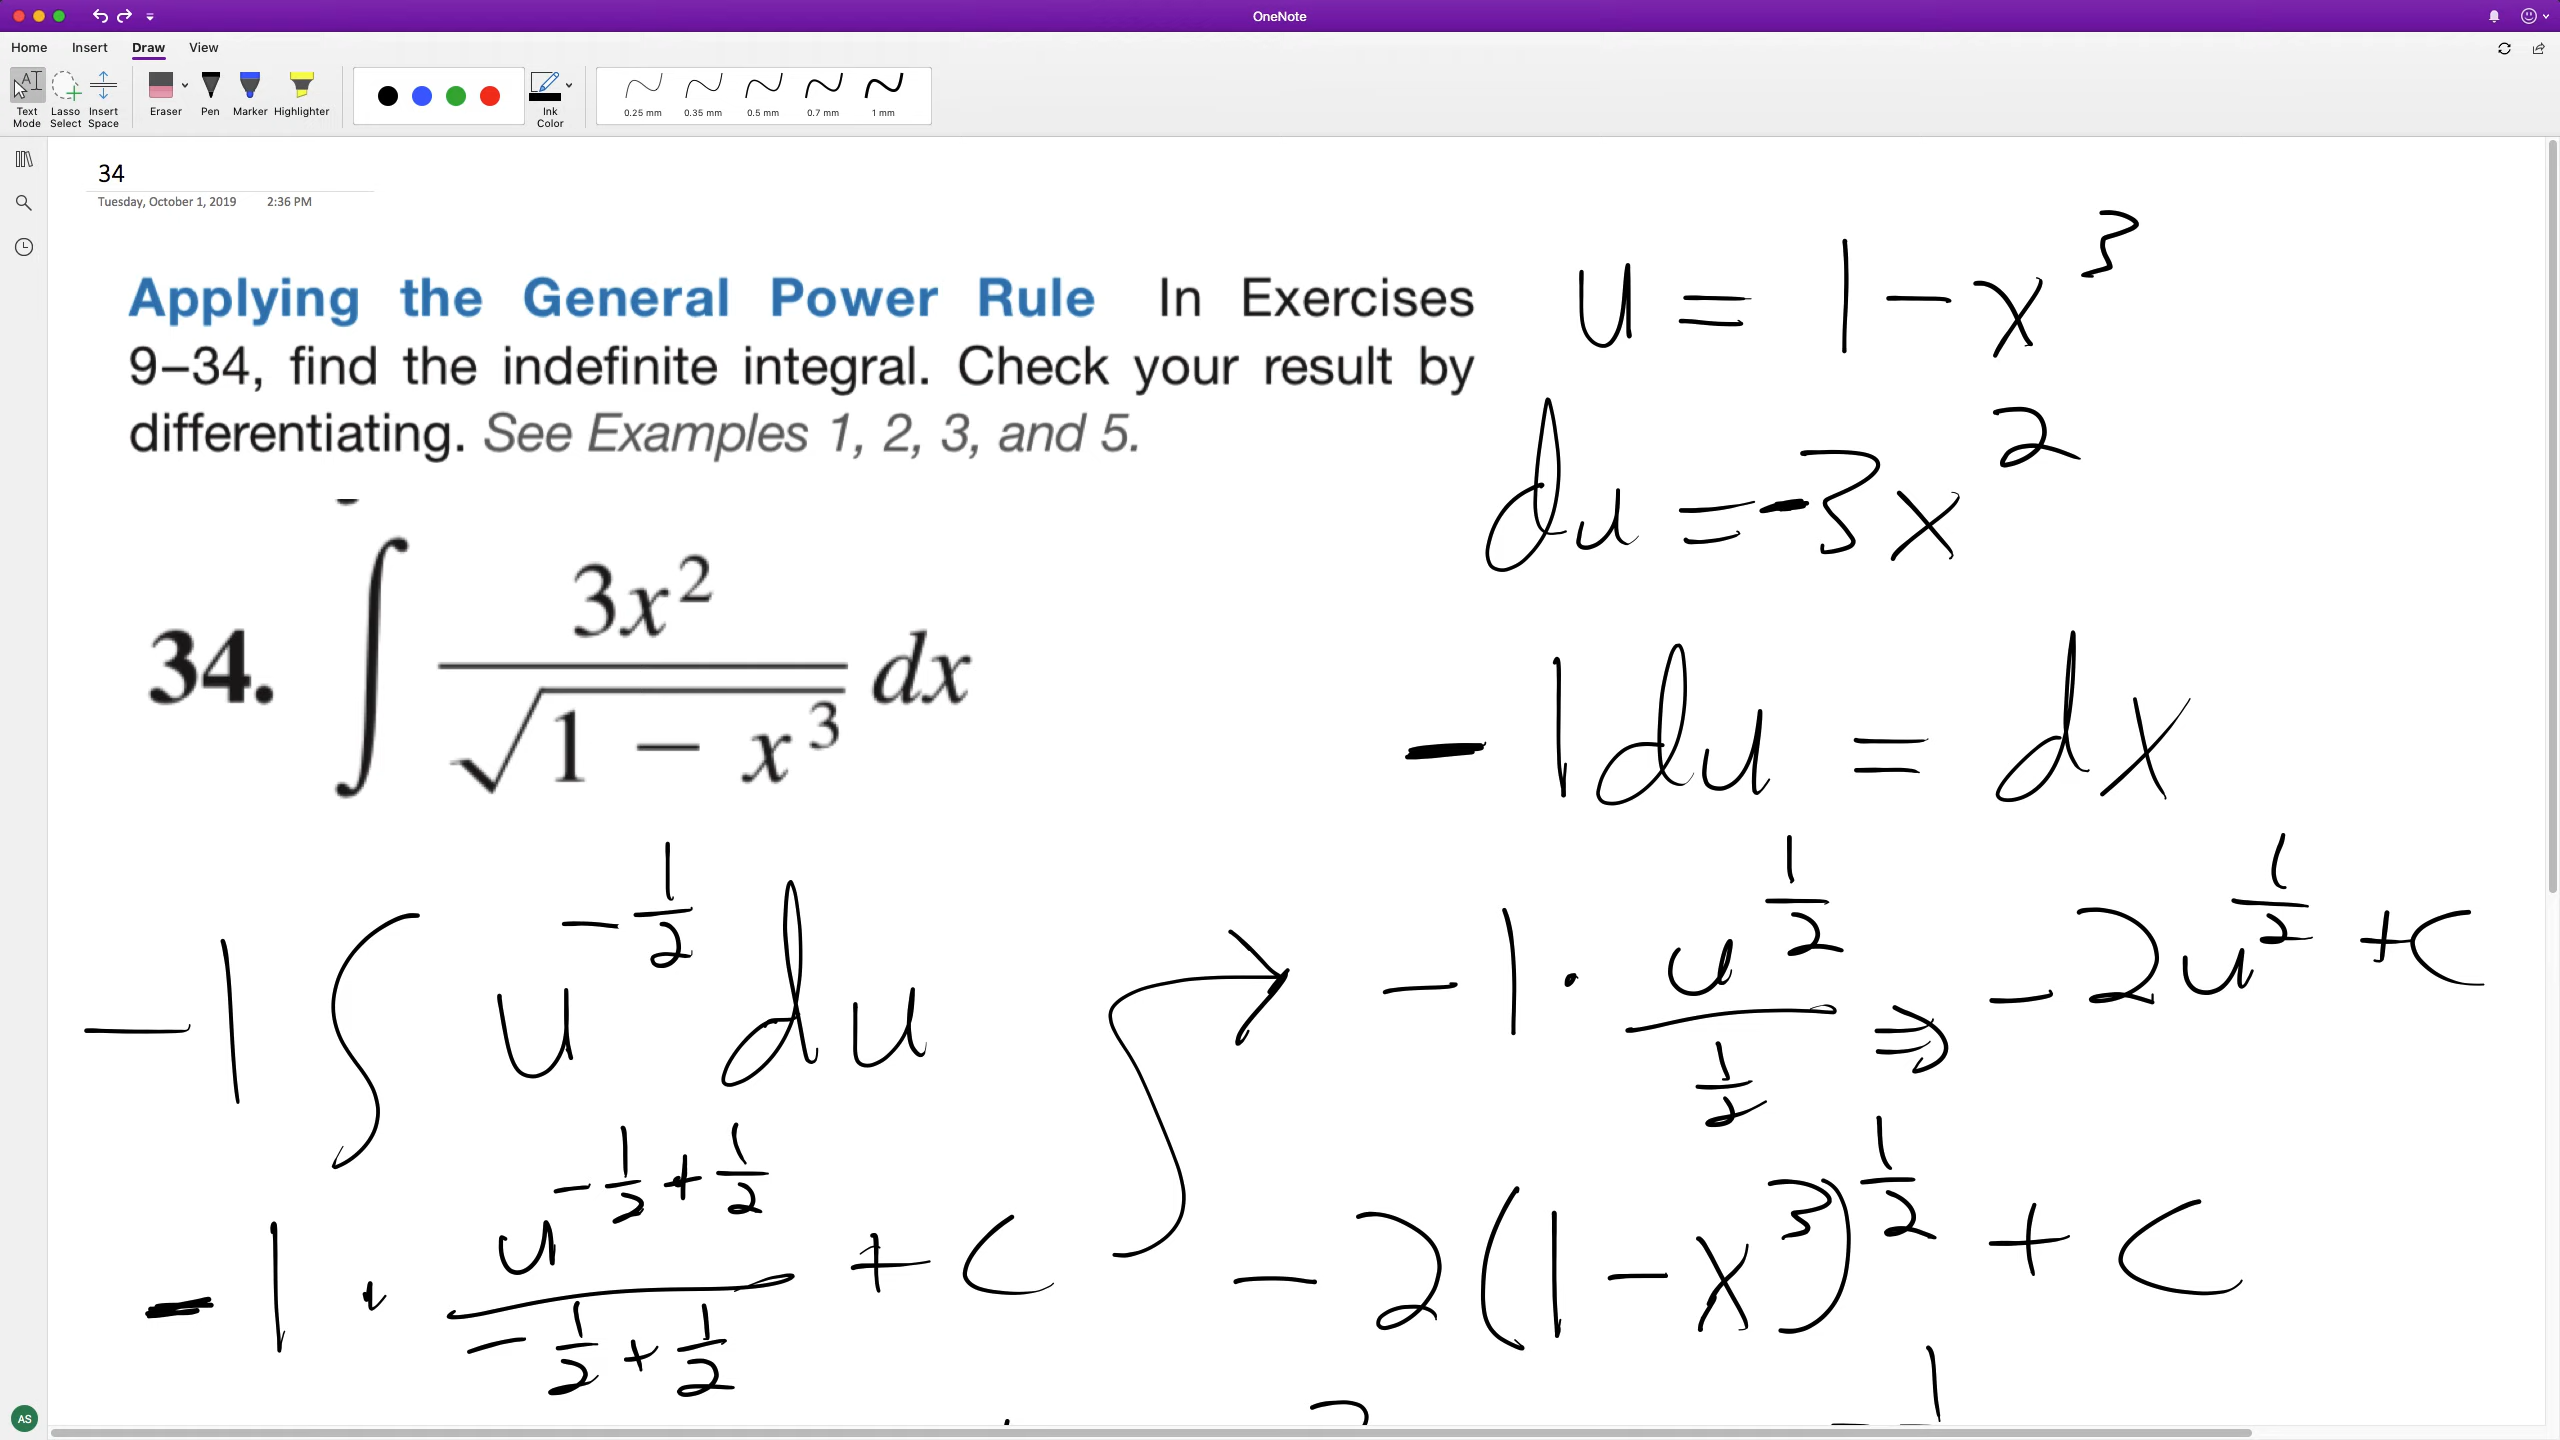 OneNote
Home Insert Draw View
Text Mode Lasso Select Insert Space Eraser Pen Marker Highlighter Ink Color 0.25 mm 0.35 mm 0.5 mm 0.7 mm 1 mm
34
Tuesday, October 1, 2019 2:36 PM
Applying the General Power Rule In Exercises
9–34, find the indefinite integral. Check your result by
differentiating. See Examples 1, 2, 3, and 5.
34. ∫ 3x² / √(1 − x³) dx
u = 1 − x³
du = -3x²
-1du = dx
−1 ∫ u^(−1/2) du
-1 · u^(−1/2 + 1/2) / (−1/2 + 1/2) + C
−1 · u^(1/2) / (1/2) ⇒ −2u^(1/2) + C
−2(1 − x³)^(1/2) + C
AS